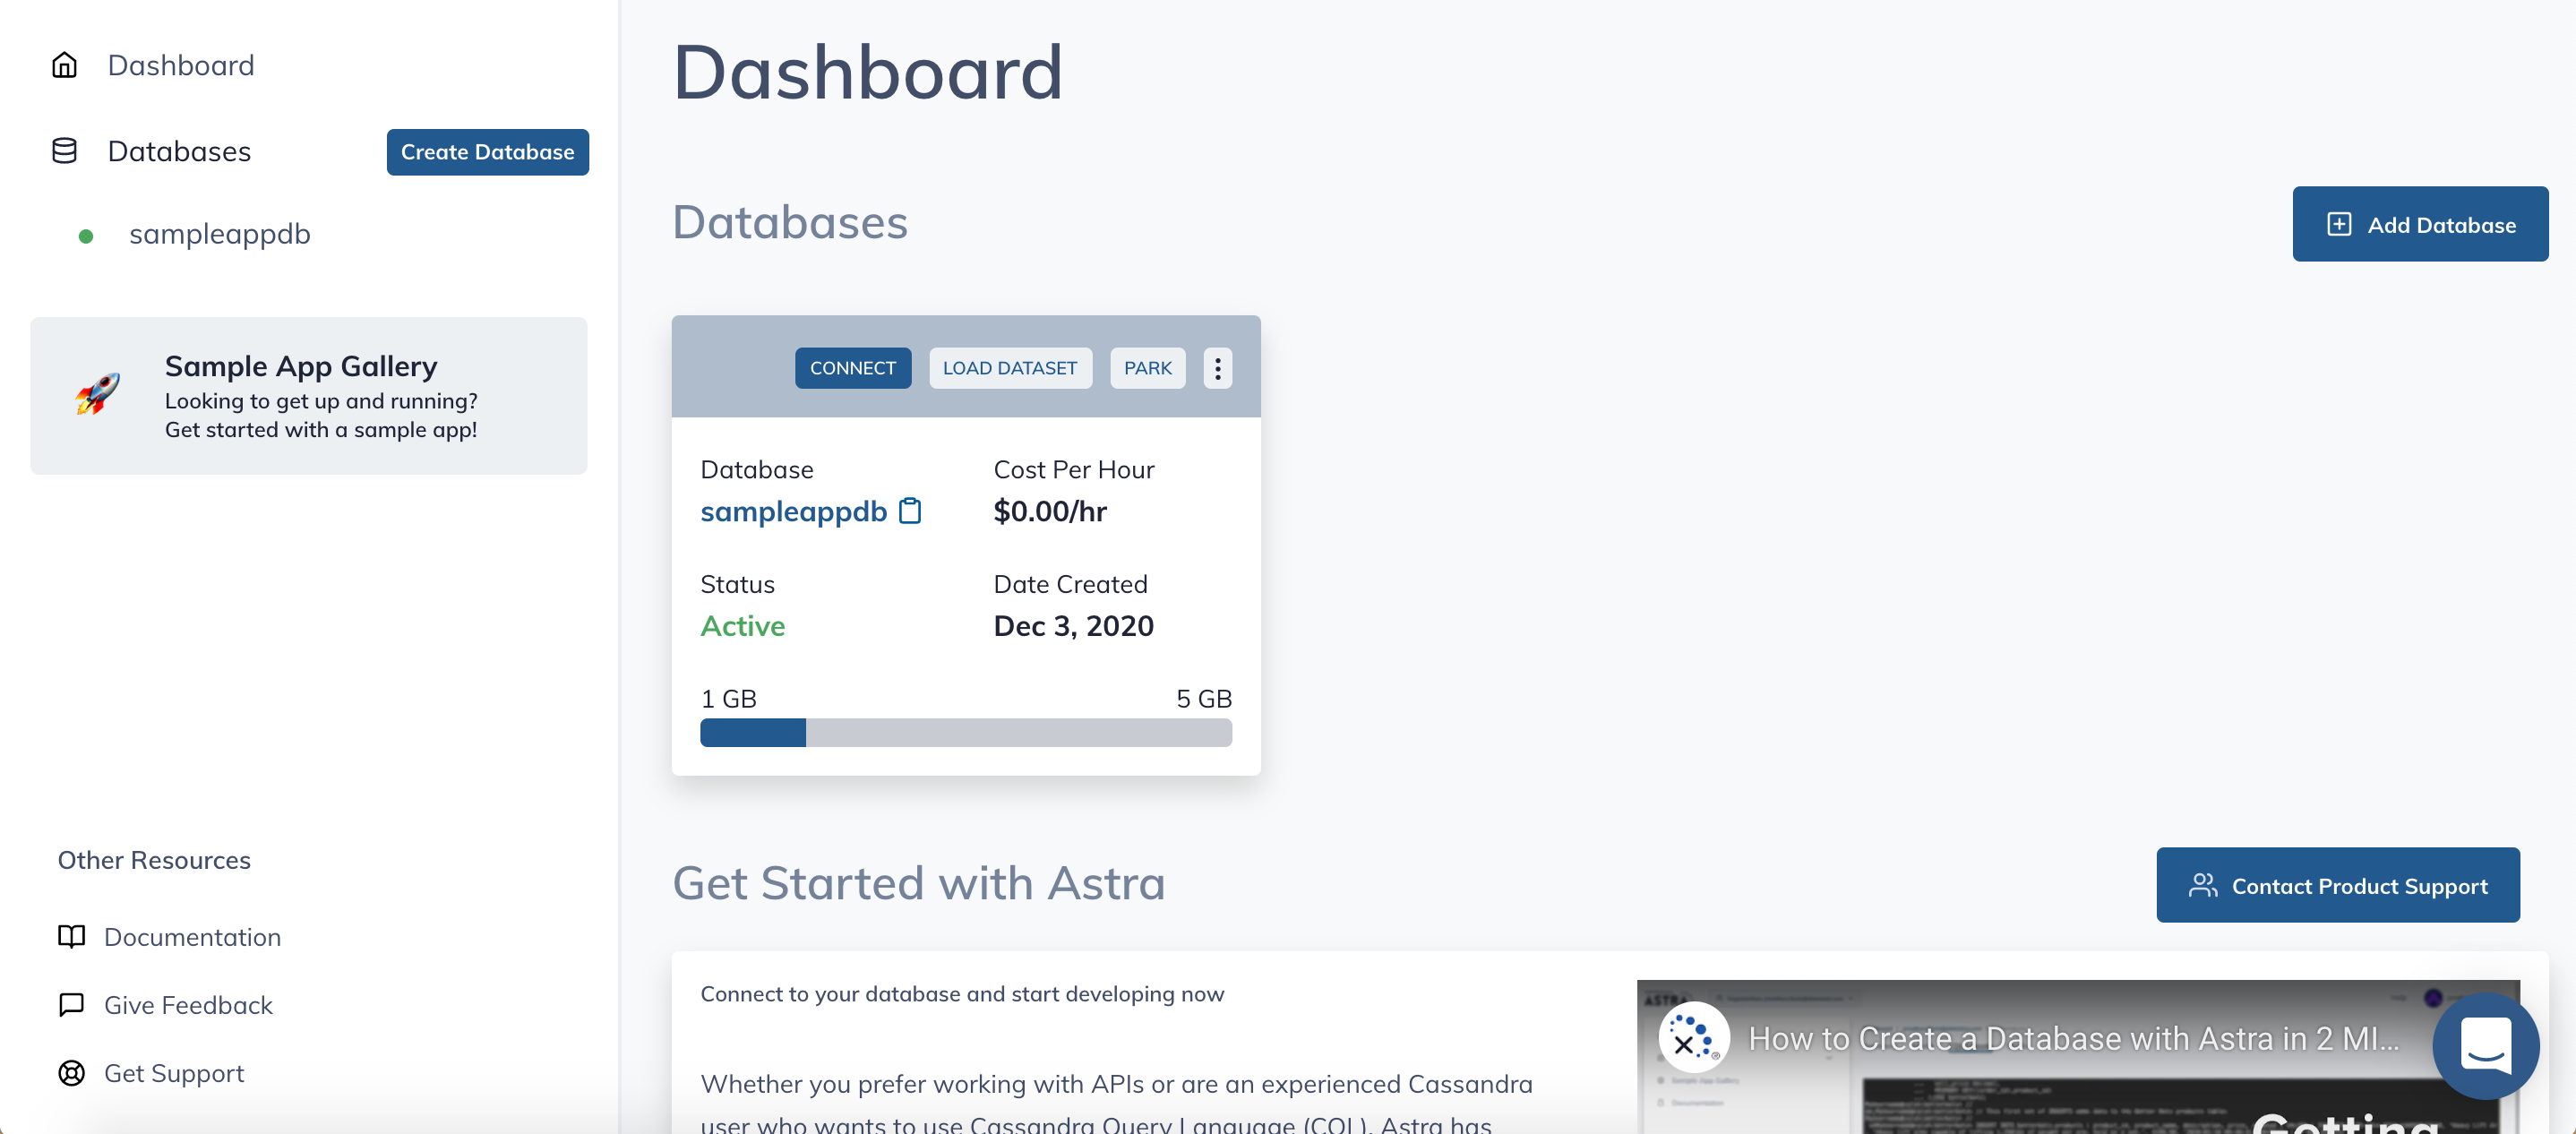 Dashboard
Databases
Create Database
sampleappdb
Sample App Gallery
Looking to get up and running?
Get started with a sample app!
Other Resources
Documentation
Give Feedback
Get Support
Dashboard
Databases
Add Database
CONNECT
LOAD DATASET
PARK
Database
Cost Per Hour
sampleappdb
$0.00/hr
Status
Date Created
Active
Dec 3, 2020
1 GB
5 GB
Get Started with Astra
Contact Product Support
Connect to your database and start developing now
Whether you prefer working with APIs or are an experienced Cassandra
user who wants to use Cassandra Query Language (CQL), Astra has
ASTRA
How to Create a Database with Astra in 2 MI...
Sample App Gallery
Documentation
Getting